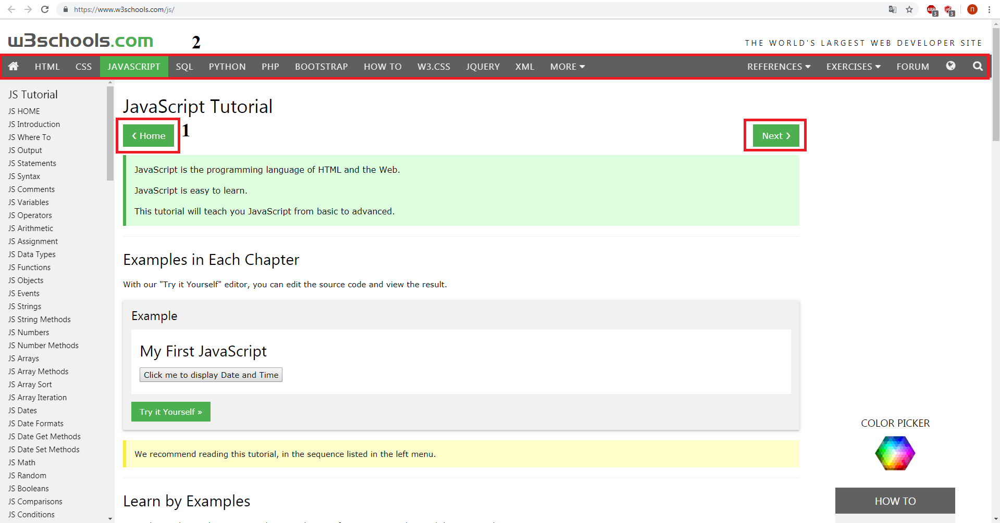 https://www.w3schools.com/js/
3
3
П
w3schools.com
2
THE WORLD'S LARGEST WEB DEVELOPER SITE
HTML CSS JAVASCRIPT SQL PYTHON PHP BOOTSTRAP HOW TO W3.CSS JQUERY XML MORE REFERENCES EXERCISES FORUM
JS Tutorial
JS HOME
JS Introduction
JS Where To
JS Output
JS Statements
JS Syntax
JS Comments
JS Variables
JS Operators
JS Arithmetic
JS Assignment
JS Data Types
JS Functions
JS Objects
JS Events
JS Strings
JS String Methods
JS Numbers
JS Number Methods
JS Arrays
JS Array Methods
JS Array Sort
JS Array Iteration
JS Dates
JS Date Formats
JS Date Get Methods
JS Date Set Methods
JS Math
JS Random
JS Booleans
JS Comparisons
JS Conditions
JavaScript Tutorial
❮ Home
1
Next ❯
JavaScript is the programming language of HTML and the Web.
JavaScript is easy to learn.
This tutorial will teach you JavaScript from basic to advanced.
Examples in Each Chapter
With our "Try it Yourself" editor, you can edit the source code and view the result.
Example
My First JavaScript
Click me to display Date and Time
Try it Yourself »
We recommend reading this tutorial, in the sequence listed in the left menu.
Learn by Examples
COLOR PICKER
HOW TO